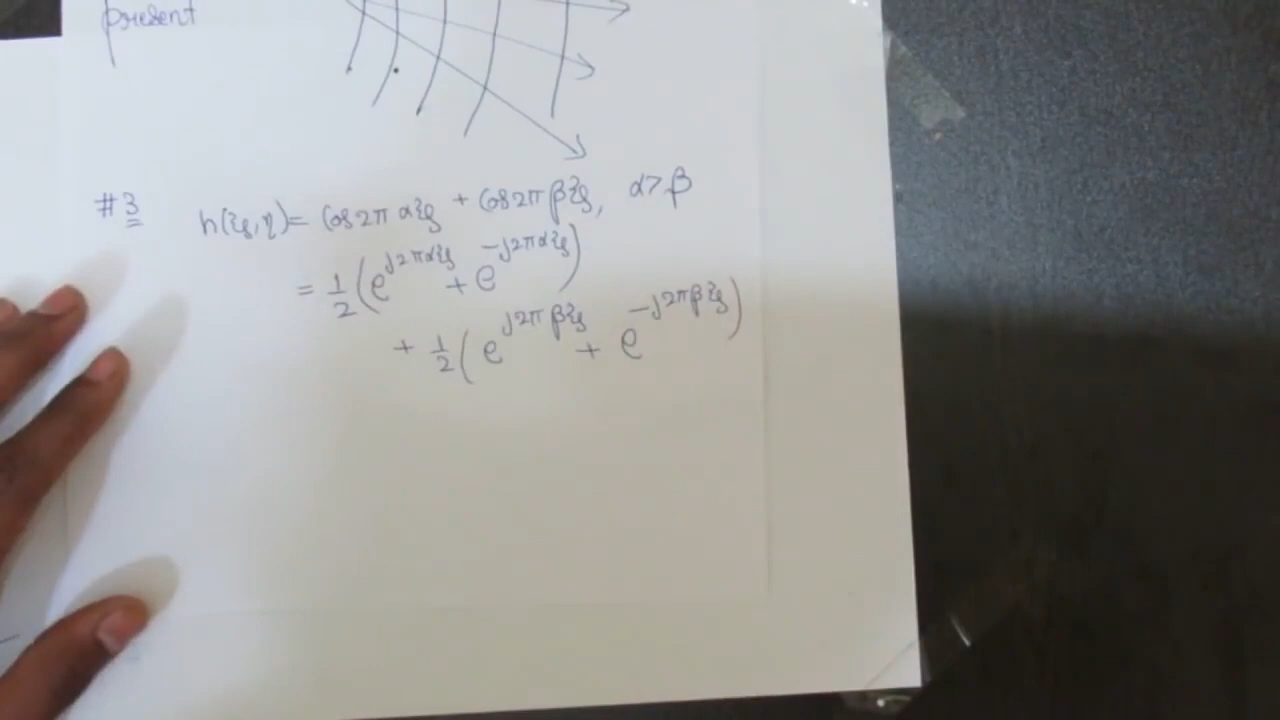 present
#3 h(ξ,η) = Cos 2π αξ + Cos 2π βξ, α > β
= 1/2 (e^{j2παξ} + e^{-j2παξ})
+ 1/2 (e^{j2πβξ} + e^{-j2πβξ})